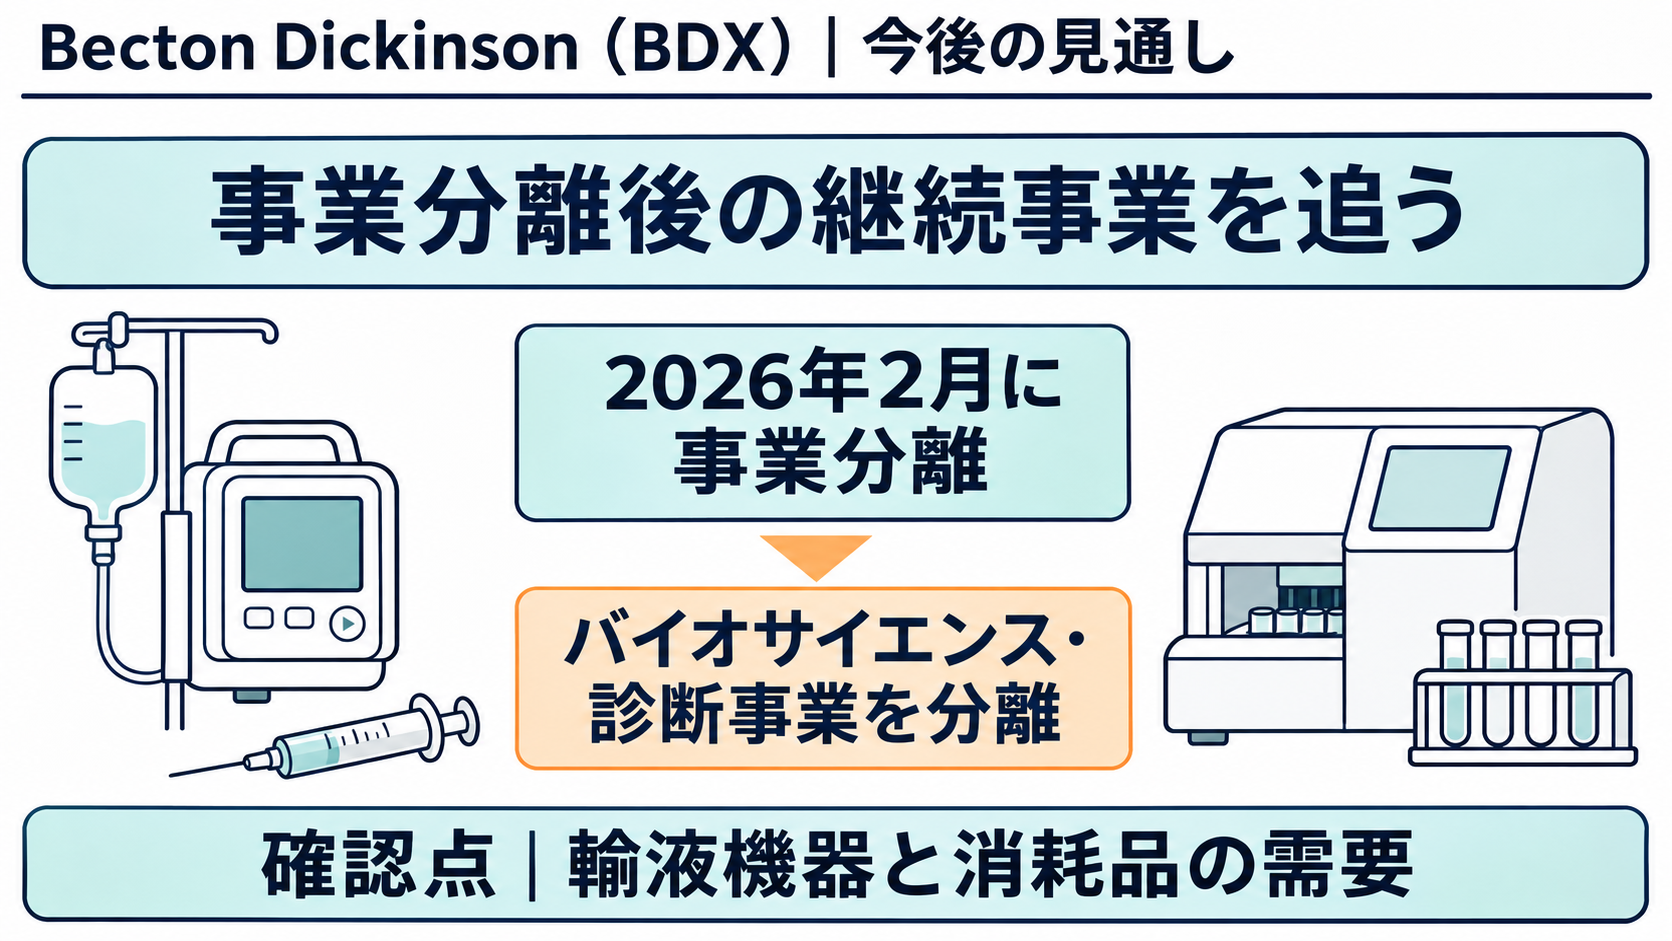 Becton Dickinson（BDX）｜今後の見通し
事業分離後の継続事業を追う
2026年2月に
事業分離
バイオサイエンス・
診断事業を分離
確認点｜輸液機器と消耗品の需要